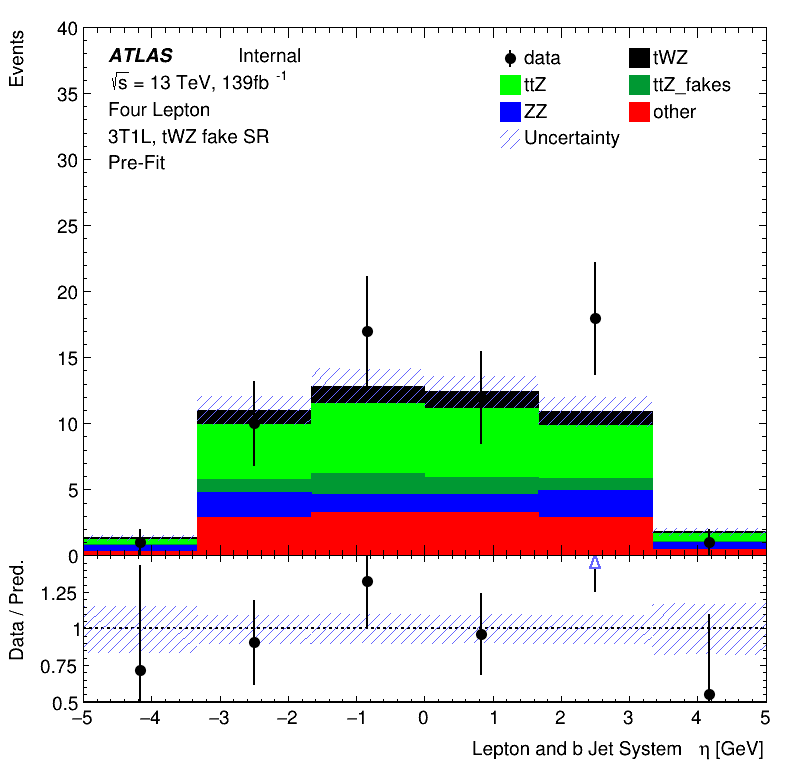 Events
40
35
30
25
20
15
10
5
0
ATLAS Internal
√s = 13 TeV, 139fb⁻¹
Four Lepton
3T1L, tWZ fake SR
Pre-Fit
data
tWZ
ttZ
ttZ_fakes
ZZ
other
Uncertainty
Data / Pred.
1.25
1
0.75
0.5
−5 −4 −3 −2 −1 0 1 2 3 4 5
Lepton and b Jet System η [GeV]